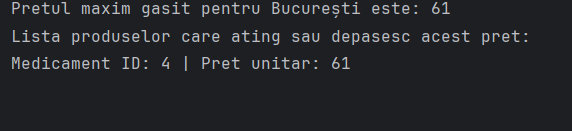 Pretul maxim gasit pentru București este: 61
Lista produselor care ating sau depasesc acest pret:
Medicament ID: 4 | Pret unitar: 61